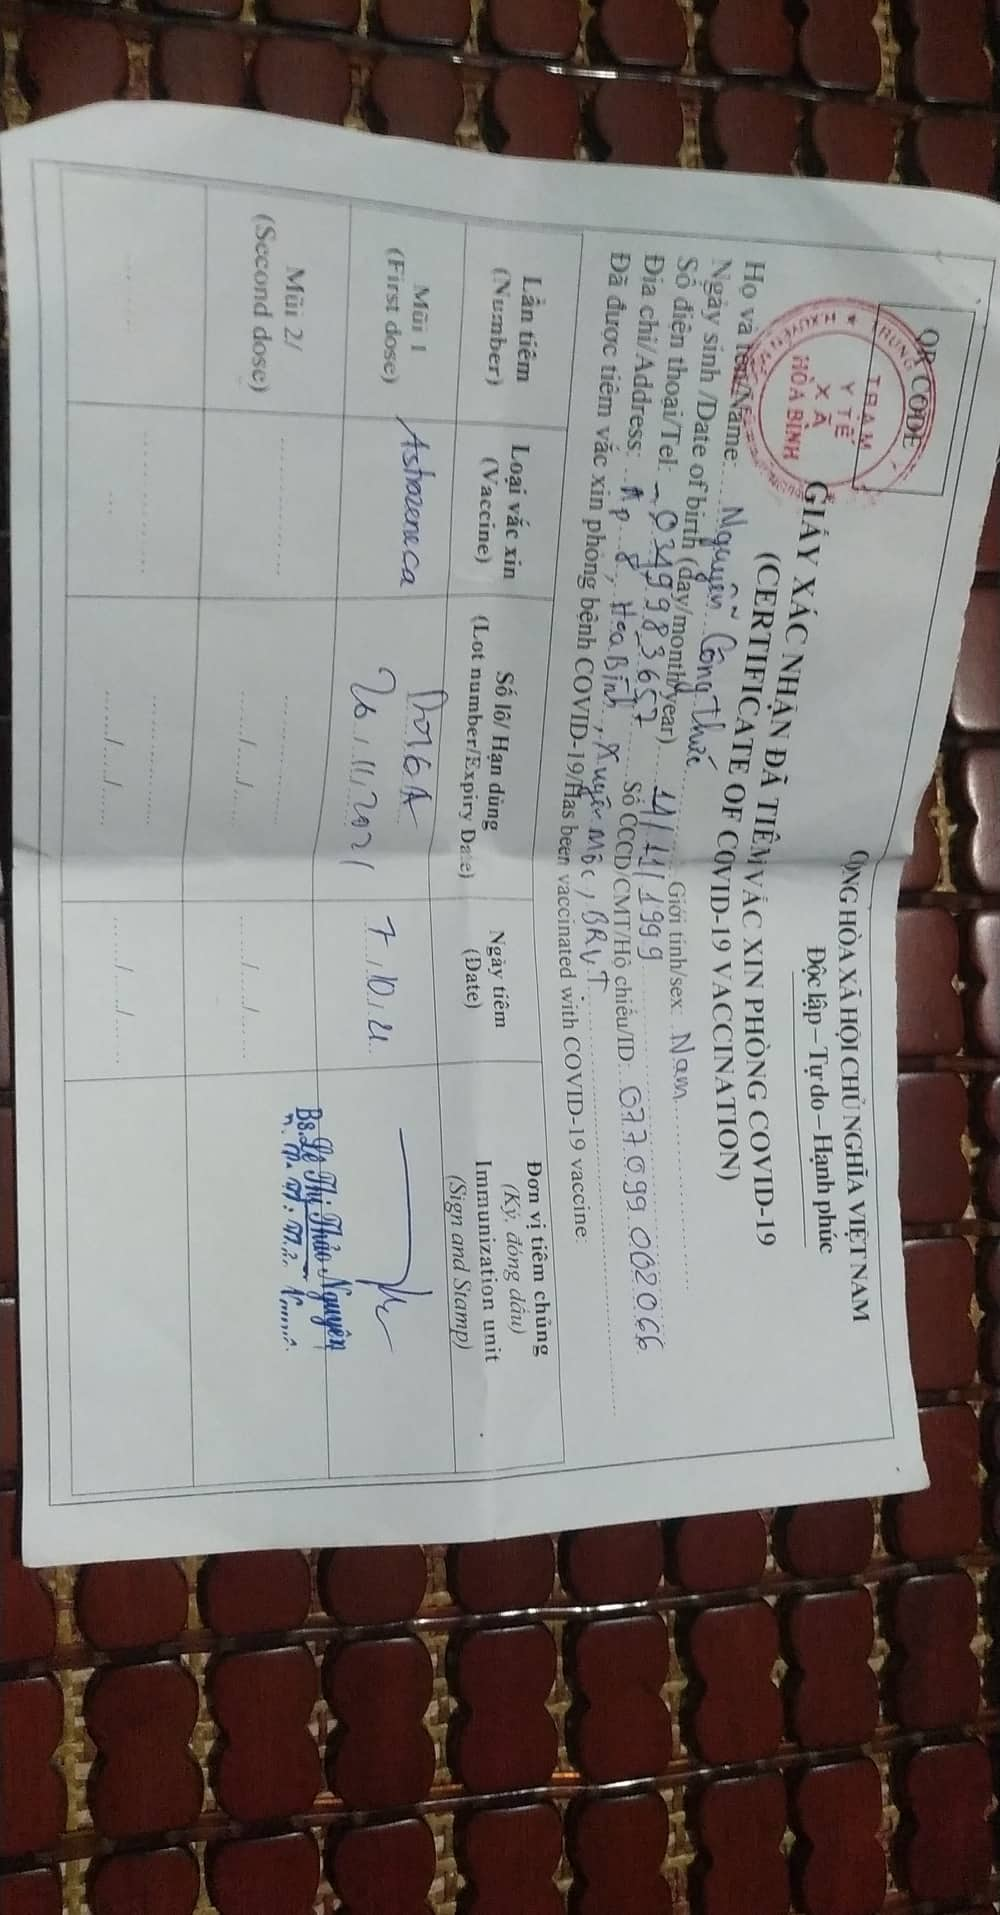 QR CODE
TRUNG
TRẠM
Y TẾ
XÃ
HÒA BÌNH
CỘNG HÒA XÃ HỘI CHỦ NGHĨA VIỆT NAM
Độc lập – Tự do – Hạnh phúc
GIẤY XÁC NHẬN ĐÃ TIÊM VẮC XIN PHÒNG COVID-19
(CERTIFICATE OF COVID-19 VACCINATION)
Họ và tên/Name: Nguyễn Công Thức
Ngày sinh /Date of birth (day/month/year) 11/11/1999 Giới tính/sex: Nam
Số điện thoại/Tel: 0349983657 Số CCCD/CMT/Hộ chiếu/ID: 077099002066
Địa chỉ/Address: Ấp 8, Hòa Bình, Xuyên Mộc, BRVT
Đã được tiêm vắc xin phòng bệnh COVID-19/Has been vaccinated with COVID-19 vaccine:
Lần tiêm (Number) Loại vắc xin (Vaccine) Số lô/ Hạn dùng (Lot number/Expiry Date) Ngày tiêm (Date) Đơn vị tiêm chủng (Ký, đóng dấu) Immunization unit (Sign and Stamp)
Mũi 1 (First dose) Astrazeneca 26/11/2021 7/10/21
Bs. Lê Thị Thảo Nguyên
Mũi 2/ (Second dose)